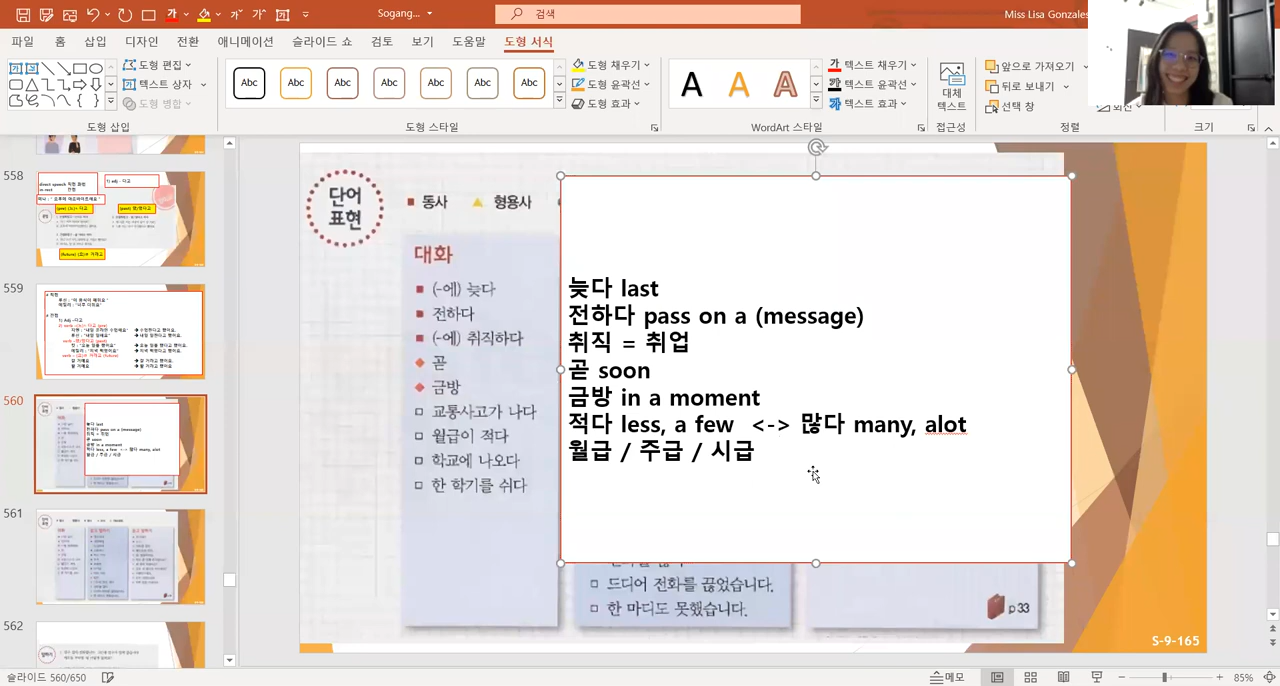 Sogang...
검색
Miss Lisa Gonzales
파일 홈 삽입 디자인 전환 애니메이션 슬라이드 쇼 검토 보기 도움말 도형 서식
도형 편집
텍스트 상자
도형 병합
도형 삽입
Abc Abc Abc Abc Abc Abc Abc
도형 채우기
도형 윤곽선
도형 효과
도형 스타일
A A A
텍스트 채우기
텍스트 윤곽선
텍스트 효과
WordArt 스타일
대체
텍스트
접근성
앞으로 가져오기
뒤로 보내기
선택 창
회전
정렬
크기
558
559
560
561
562
단어
표현
동사
형용사
대화
(-에) 늦다
전하다
(-에) 취직하다
곧
금방
교통사고가 나다
월급이 적다
학교에 나오다
한 학기를 쉬다
늦다 last
전하다 pass on a (message)
취직 = 취업
곧 soon
금방 in a moment
적다 less, a few <-> 많다 many, alot
월급 / 주급 / 시급
드디어 전화를 끊었습니다.
한 마디도 못했습니다.
p 33
S-9-165
슬라이드 560/650
메모
85%